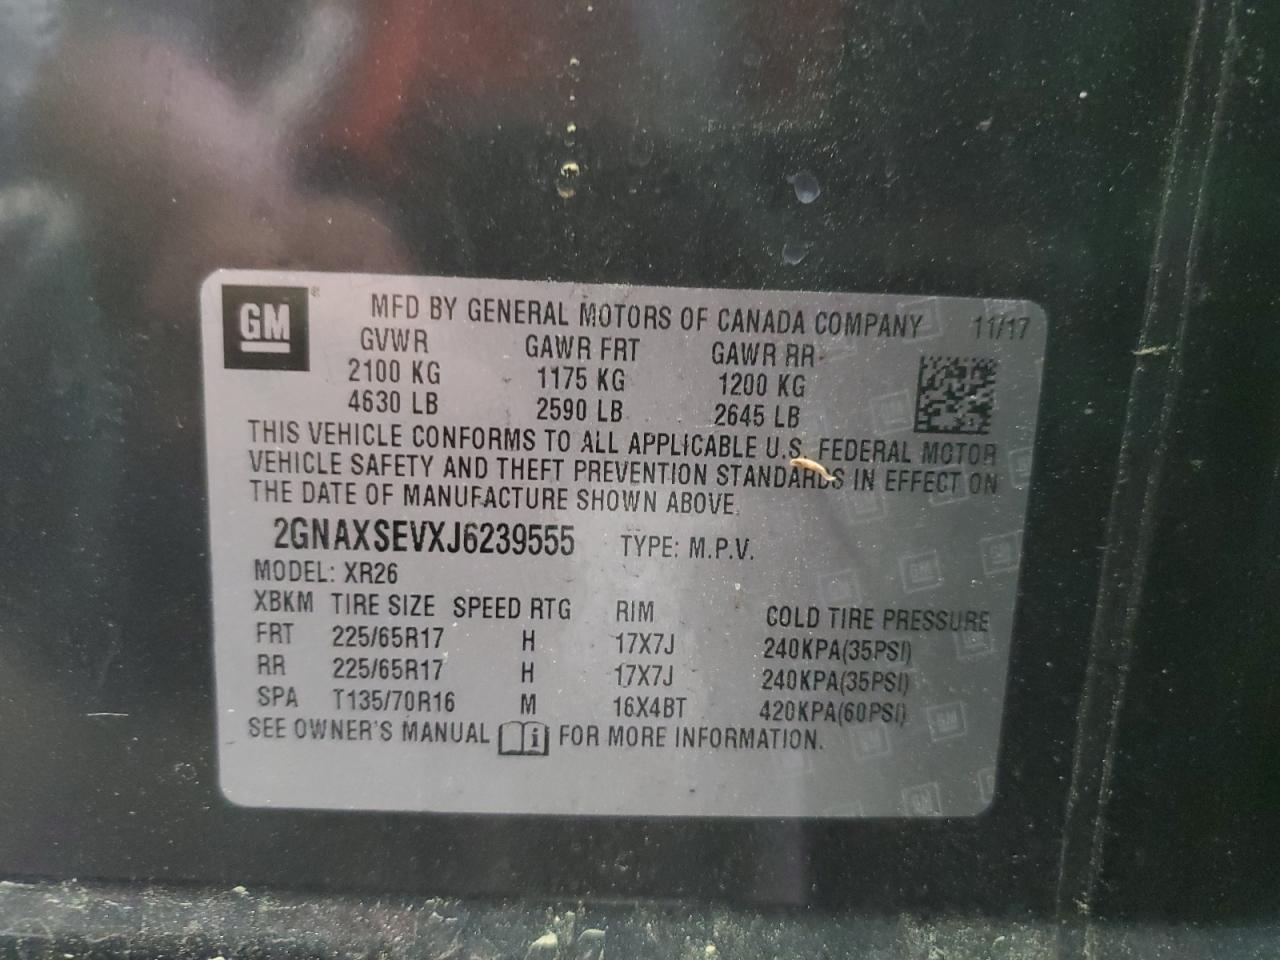 GM ® MFD BY GENERAL MOTORS OF CANADA COMPANY 11/17
GVWR GAWR FRT GAWR RR
2100 KG 1175 KG 1200 KG
4630 LB 2590 LB 2645 LB
THIS VEHICLE CONFORMS TO ALL APPLICABLE U.S. FEDERAL MOTOR
VEHICLE SAFETY AND THEFT PREVENTION STANDARDS IN EFFECT ON
THE DATE OF MANUFACTURE SHOWN ABOVE.
2GNAXSEVXJ6239555 TYPE: M.P.V.
MODEL: XR26
XBKM TIRE SIZE SPEED RTG RIM COLD TIRE PRESSURE
FRT 225/65R17 H 17X7J 240KPA(35PSI)
RR 225/65R17 H 17X7J 240KPA(35PSI)
SPA T135/70R16 M 16X4BT 420KPA(60PSI)
SEE OWNER'S MANUAL i FOR MORE INFORMATION.